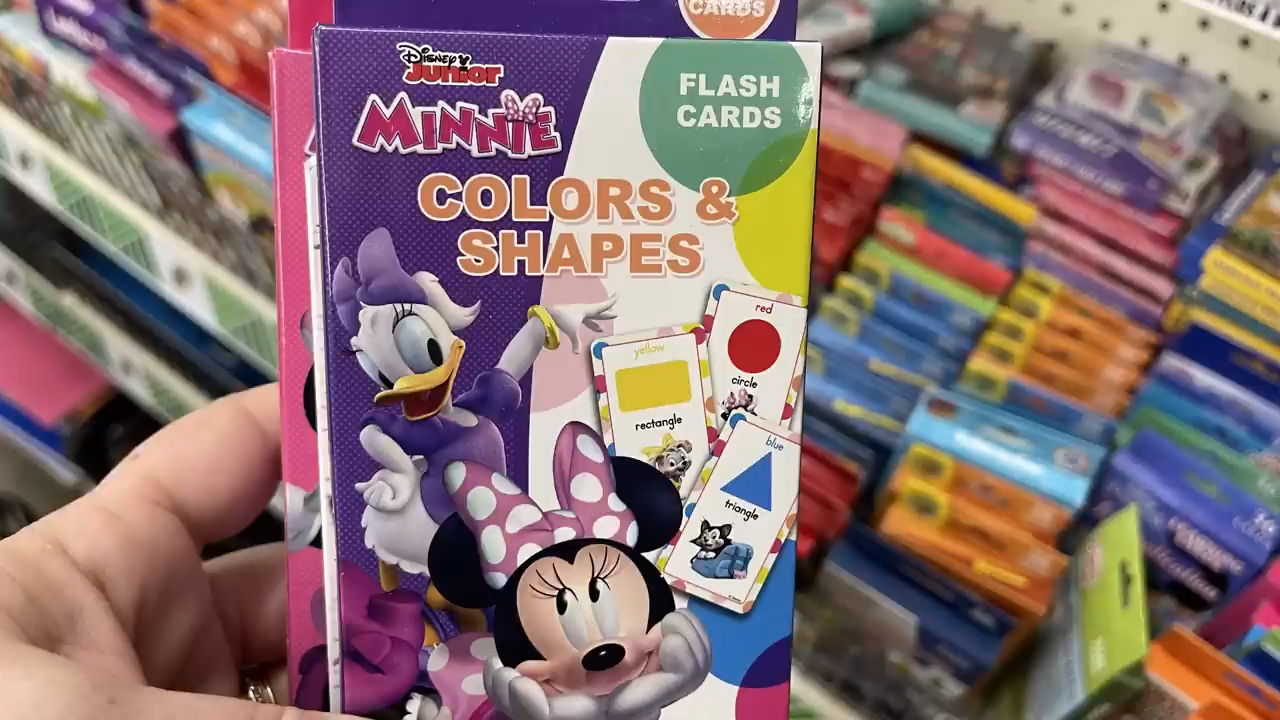 CARDS
Disney
Junior
MINNIE
FLASH
CARDS
COLORS &
SHAPES
red
circle
yellow
rectangle
blue
triangle